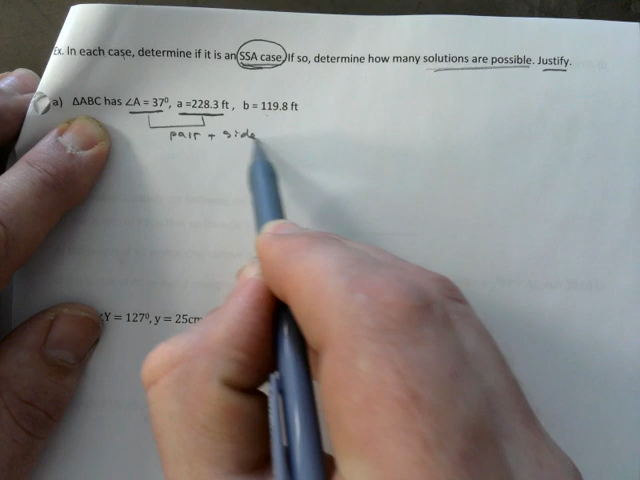 Ex. In each case, determine if it is an SSA case. If so, determine how many solutions are possible. Justify.
a) ΔABC has ∠A = 37⁰, a =228.3 ft , b = 119.8 ft
pair + side
∠Y = 127⁰, y = 25cm